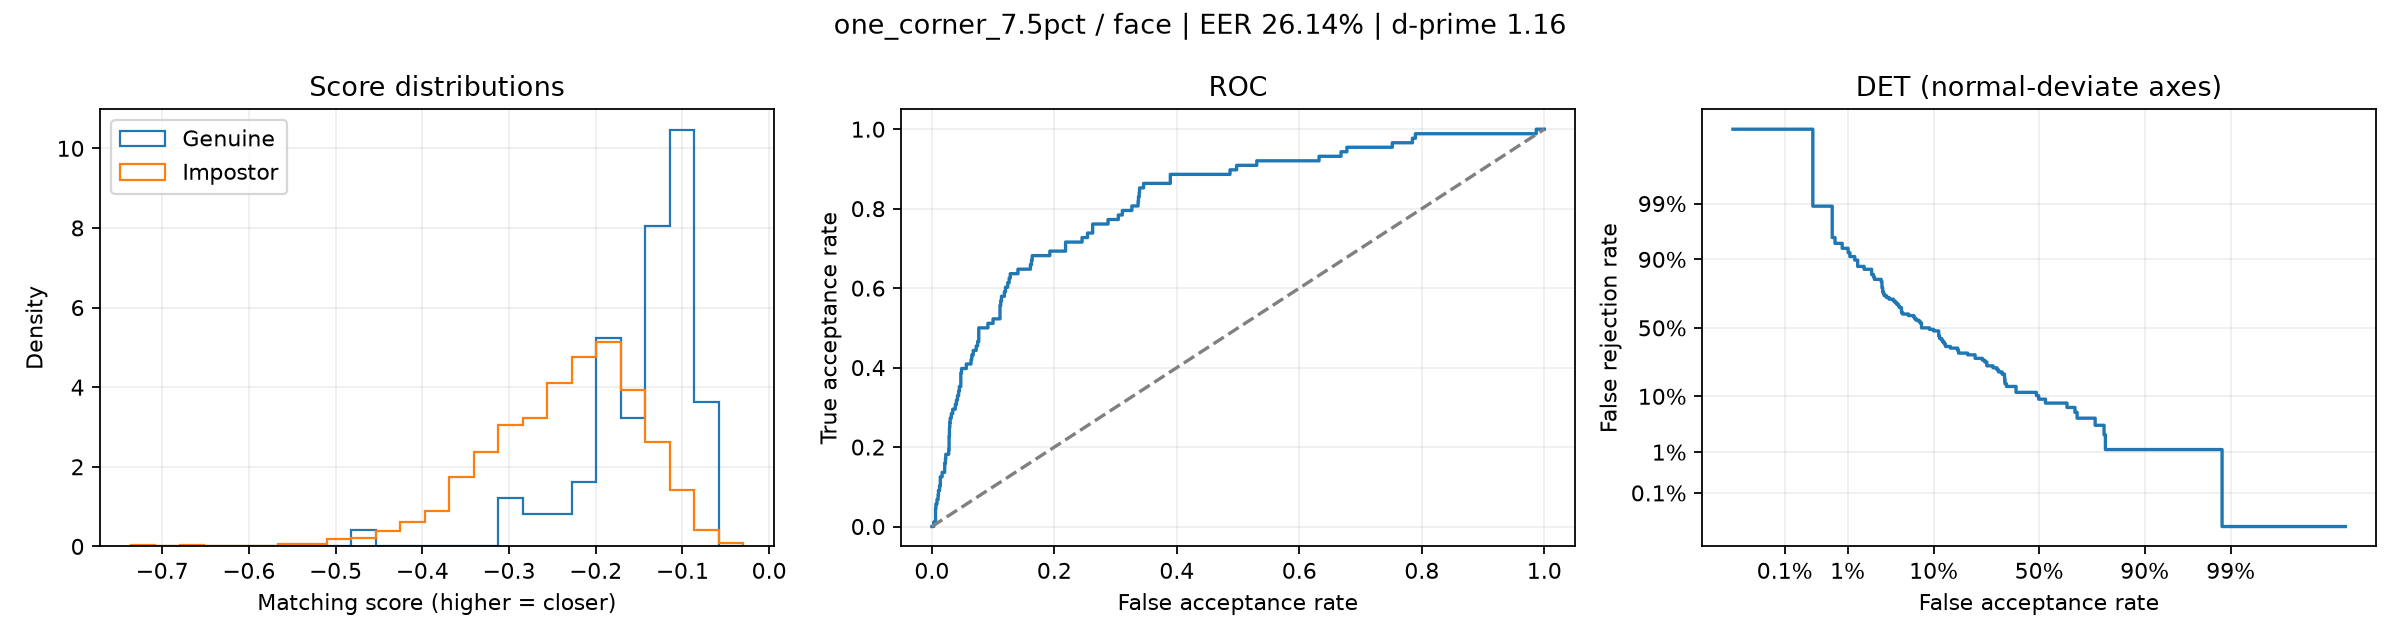 one_corner_7.5pct / face | EER 26.14% | d-prime 1.16
Score distributions
Genuine
Impostor
10
8
6
4
2
0
Density
−0.7 −0.6 −0.5 −0.4 −0.3 −0.2 −0.1 0.0
Matching score (higher = closer)
ROC
1.0
0.8
0.6
0.4
0.2
0.0
True acceptance rate
0.0 0.2 0.4 0.6 0.8 1.0
False acceptance rate
DET (normal-deviate axes)
99%
90%
50%
10%
1%
0.1%
False rejection rate
0.1% 1% 10% 50% 90% 99%
False acceptance rate